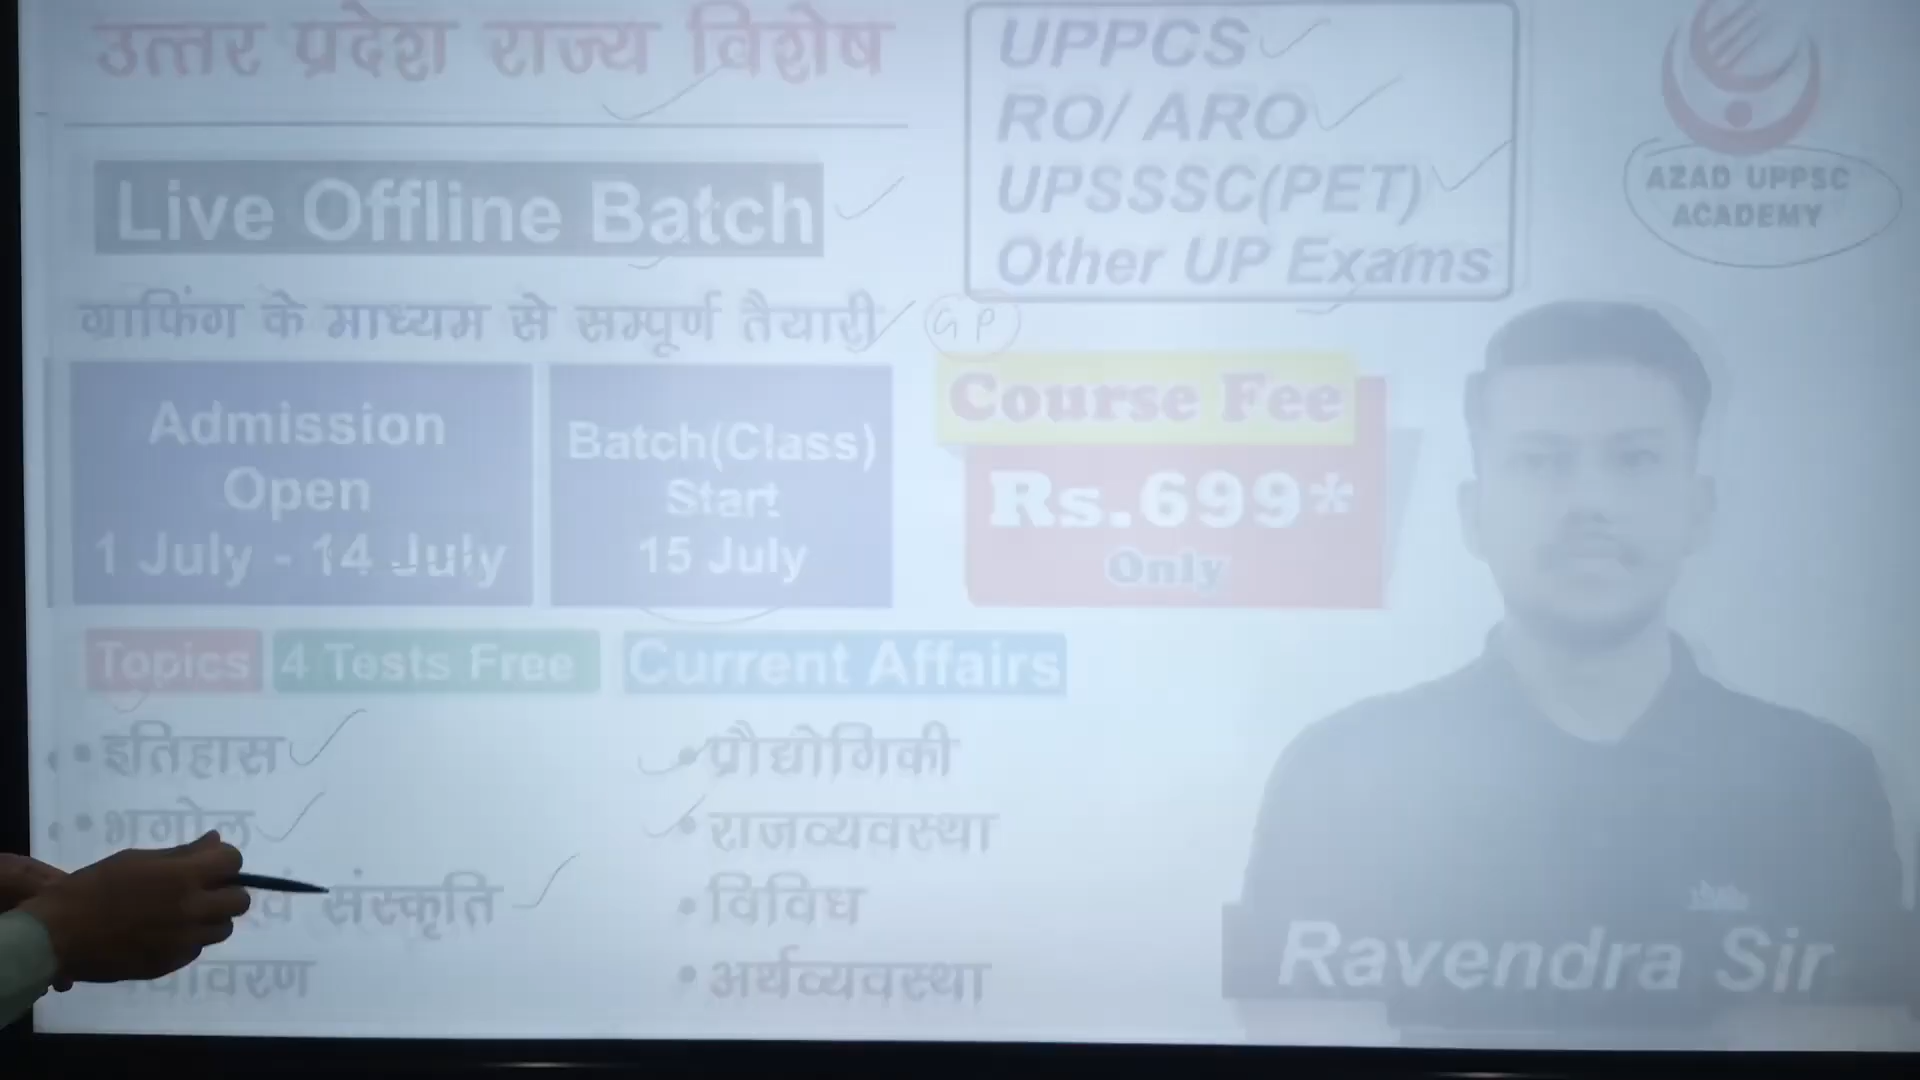 उत्तर प्रदेश राज्य विशेष
UPPCS
RO/ ARO
UPSSSC(PET)
Other UP Exams
AZAD UPPSC
ACADEMY
Live Offline Batch
ग्राफिंग के माध्यम से सम्पूर्ण तैयारी
G P
Admission
Open
1 July - 14 July
Batch(Class)
Start
15 July
Course Fee
Rs.699*
Only
Topics
4 Tests Free
Current Affairs
• इतिहास
• भूगोल
संस्कृति
• प्रौद्योगिकी
• राजव्यवस्था
• विविध
• अर्थव्यवस्था
Ravendra Sir